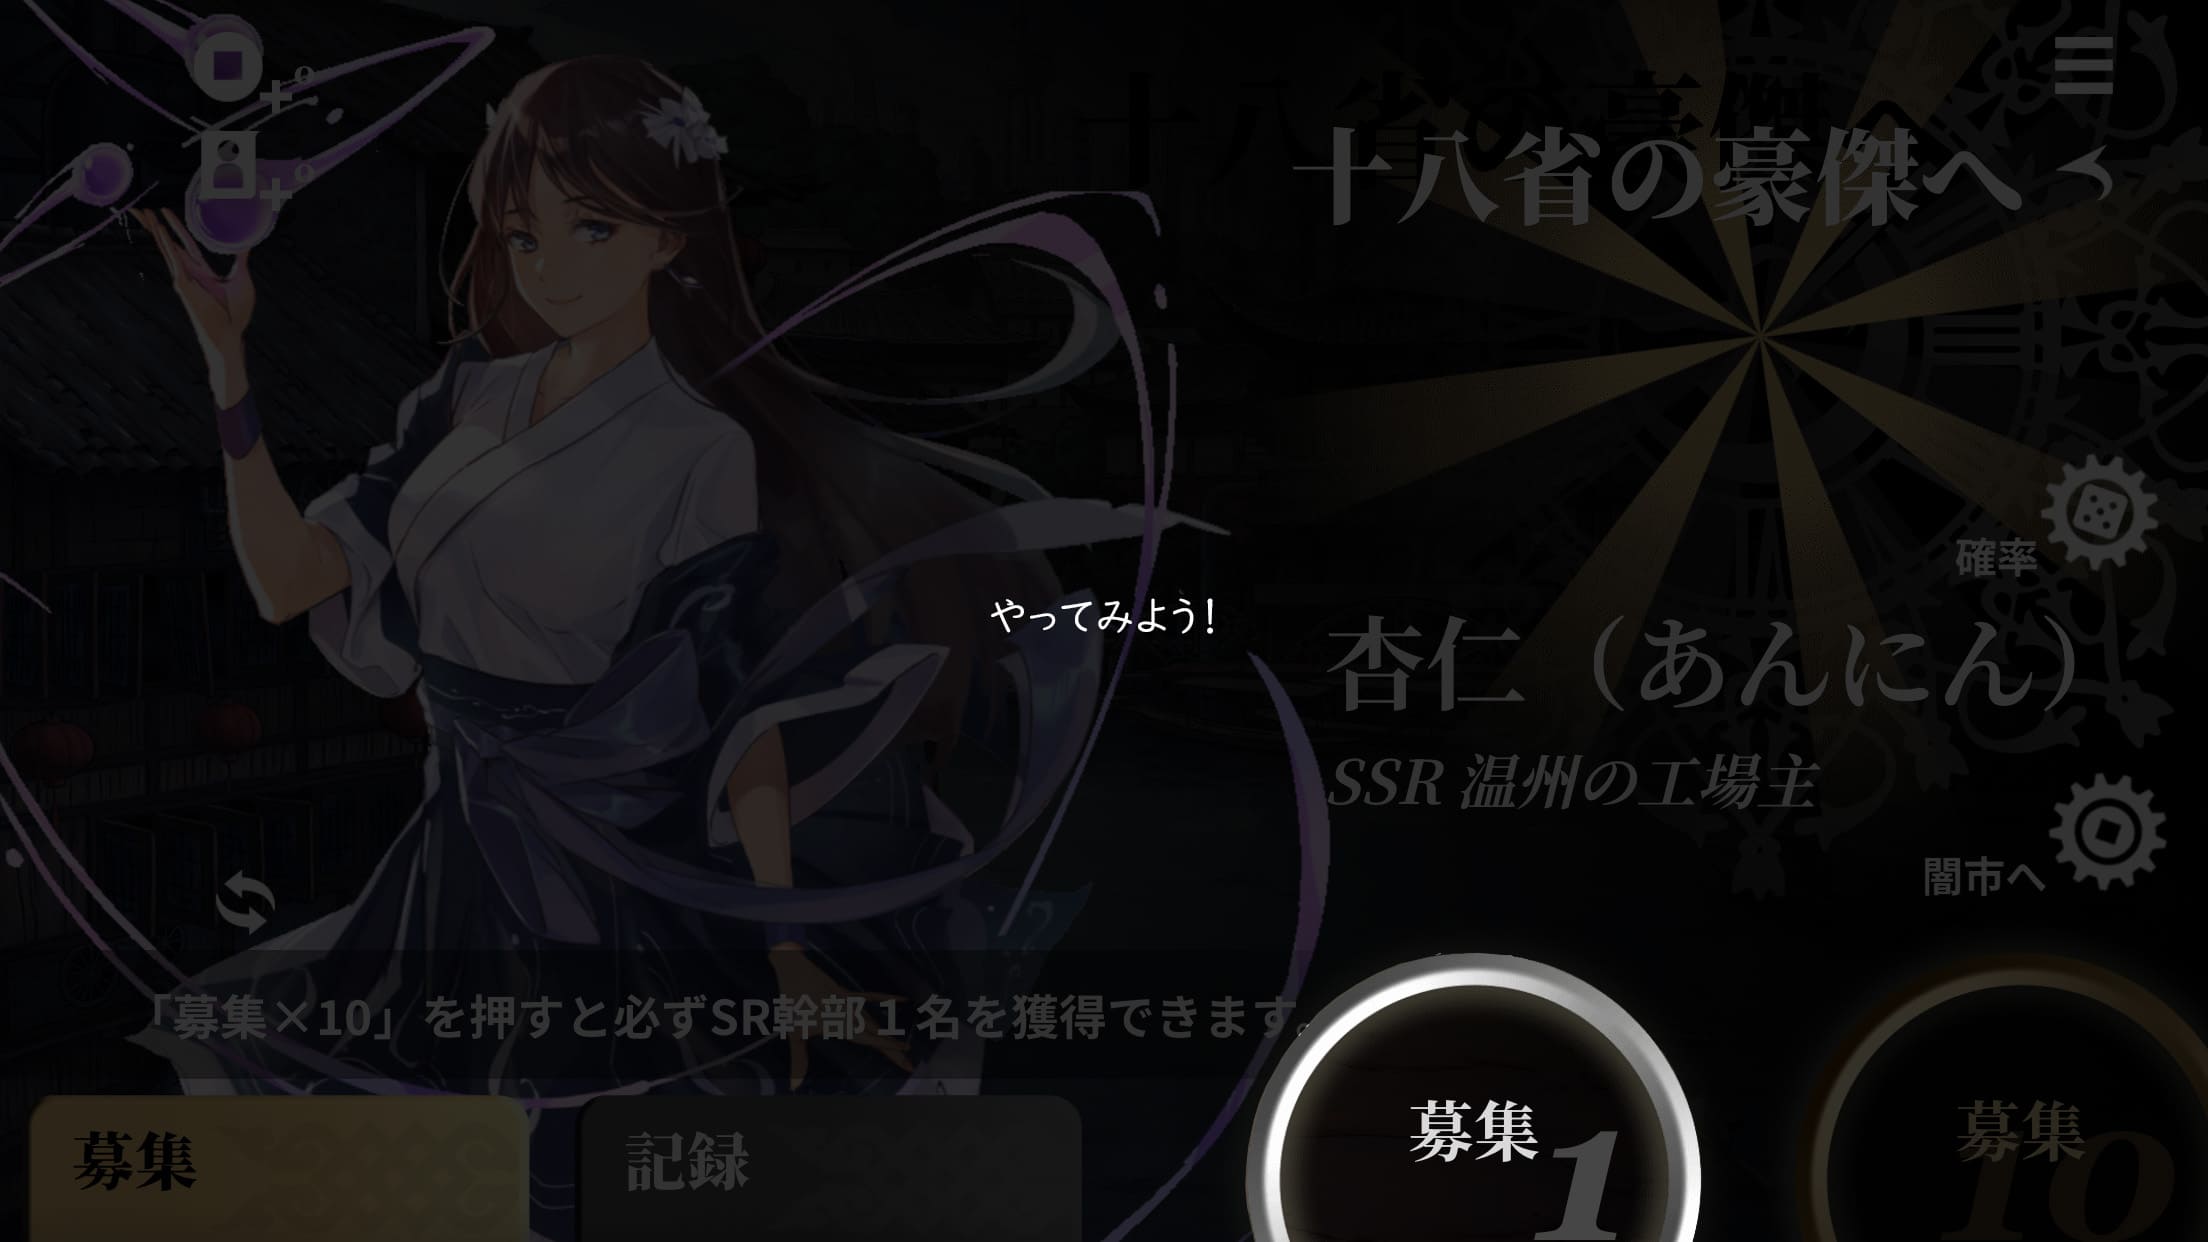 0
0
十八省の豪傑へ
確率
やってみよう!
杏仁（あんにん）
SSR 温州の工場主
闇市へ
「募集×10」を押すと必ずSR幹部１名を獲得できます。
募集
記録
募集 1
募集 10